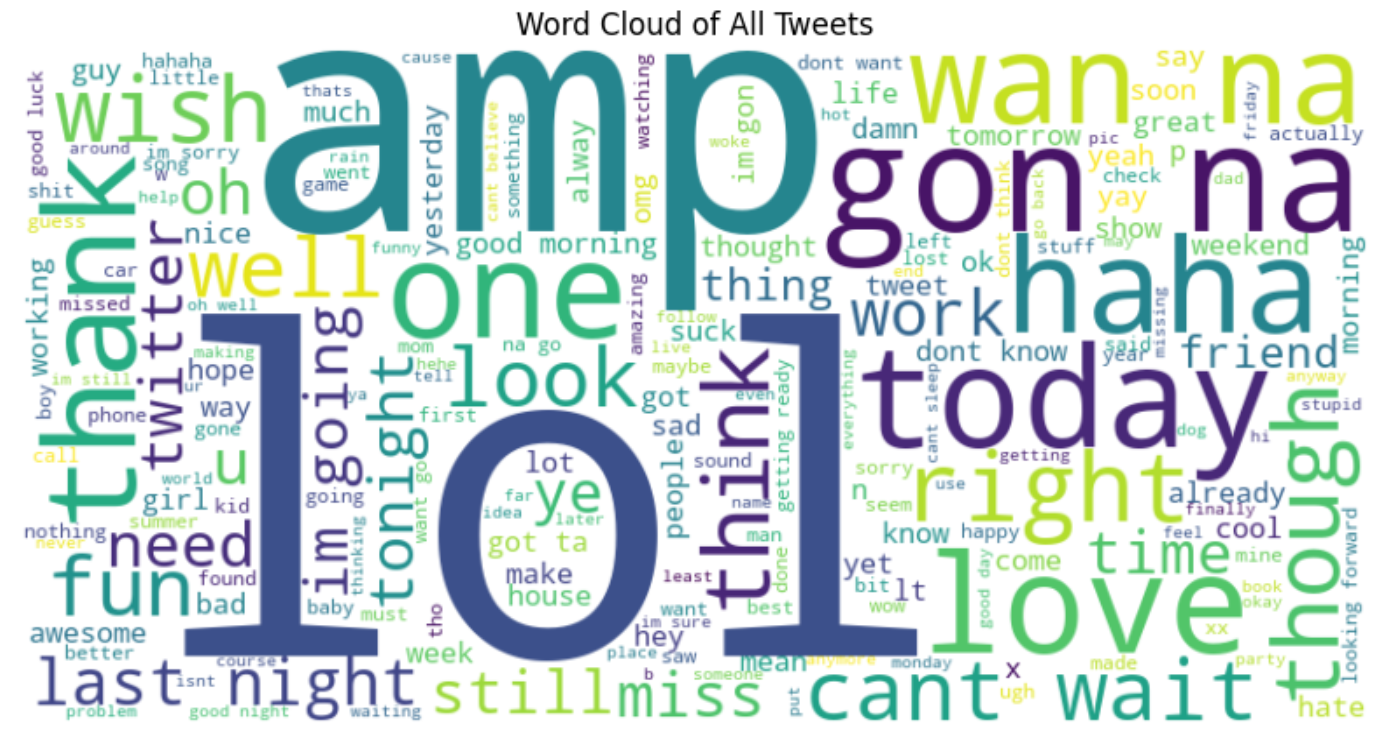 Word Cloud of All Tweets
good luck
guy
hahaha
little
wish
thats
much
amp
cause
cant believe
something
yesterday
alway
watching
omg
woke
im gon
dont want
life
hot
damn
wan na
say
soon
tomorrow
pic
great
friday
actually
around
im sorry
song
w
rain
went
game
shit
help
oh
guess
thank
twitter
nice
well
funny
good morning
thought
thing
gon na
yeah
p
check
yay
dad
dont think
go back
show
left
lost
end
ok
stuff
may
weekend
morning
working
car
missed
oh well
one
amazing
follow
suck
tweet
work
haha
missing
said
year
friend
dont know
making
im still
ur
hope
boy
phone
way
gone
call
im going
ya
mom
hehe
tell
na go
look
live
maybe
got
even
think
everything
today
cant sleep
anyway
stupid
dog
hi
tonight
first
sad
people
sound
name
getting ready
sorry
n
seem
use
getting
right
already
finally
u
world
girl
kid
going
want go
lot
far
ye
idea
later
got ta
lol
make
house
nothing
never
summer
need
thinking
found
fun
bad
baby
must
least
man
done
best
know
happy
feel
cool
yet
bit
lt
wow
come
time
mine
book
okay
though
looking forward
awesome
better
tho
want
im sure
hey
place
saw
love
good day
xx
course
week
mean
anymore
monday
x
made
party
last night
isnt
problem
good night
waiting
still
miss
b
someone
put
cant wait
ugh
hate